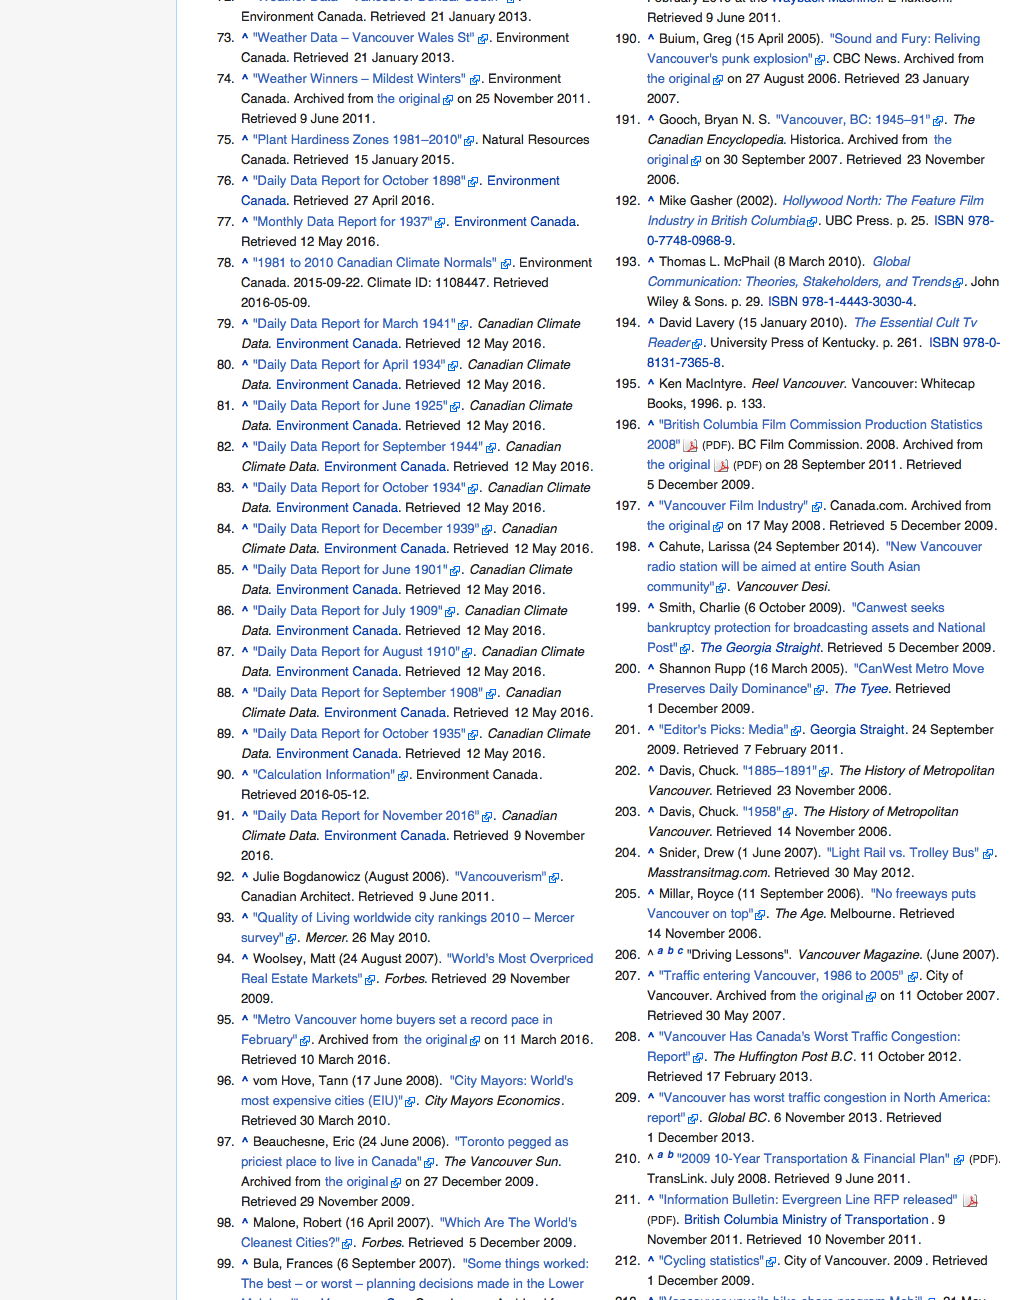 Environment Canada. Retrieved 21 January 2013.
73. ^ "Weather Data – Vancouver Wales St". Environment
Canada. Retrieved 21 January 2013.
74. ^ "Weather Winners – Mildest Winters". Environment
Canada. Archived from the original on 25 November 2011.
Retrieved 9 June 2011.
75. ^ "Plant Hardiness Zones 1981–2010". Natural Resources
Canada. Retrieved 15 January 2015.
76. ^ "Daily Data Report for October 1898". Environment
Canada. Retrieved 27 April 2016.
77. ^ "Monthly Data Report for 1937". Environment Canada.
Retrieved 12 May 2016.
78. ^ "1981 to 2010 Canadian Climate Normals". Environment
Canada. 2015-09-22. Climate ID: 1108447. Retrieved
2016-05-09.
79. ^ "Daily Data Report for March 1941". Canadian Climate
Data. Environment Canada. Retrieved 12 May 2016.
80. ^ "Daily Data Report for April 1934". Canadian Climate
Data. Environment Canada. Retrieved 12 May 2016.
81. ^ "Daily Data Report for June 1925". Canadian Climate
Data. Environment Canada. Retrieved 12 May 2016.
82. ^ "Daily Data Report for September 1944". Canadian
Climate Data. Environment Canada. Retrieved 12 May 2016.
83. ^ "Daily Data Report for October 1934". Canadian Climate
Data. Environment Canada. Retrieved 12 May 2016.
84. ^ "Daily Data Report for December 1939". Canadian
Climate Data. Environment Canada. Retrieved 12 May 2016.
85. ^ "Daily Data Report for June 1901". Canadian Climate
Data. Environment Canada. Retrieved 12 May 2016.
86. ^ "Daily Data Report for July 1909". Canadian Climate
Data. Environment Canada. Retrieved 12 May 2016.
87. ^ "Daily Data Report for August 1910". Canadian Climate
Data. Environment Canada. Retrieved 12 May 2016.
88. ^ "Daily Data Report for September 1908". Canadian
Climate Data. Environment Canada. Retrieved 12 May 2016.
89. ^ "Daily Data Report for October 1935". Canadian Climate
Data. Environment Canada. Retrieved 12 May 2016.
90. ^ "Calculation Information". Environment Canada.
Retrieved 2016-05-12.
91. ^ "Daily Data Report for November 2016". Canadian
Climate Data. Environment Canada. Retrieved 9 November
2016.
92. ^ Julie Bogdanowicz (August 2006). "Vancouverism".
Canadian Architect. Retrieved 9 June 2011.
93. ^ "Quality of Living worldwide city rankings 2010 – Mercer
survey". Mercer. 26 May 2010.
94. ^ Woolsey, Matt (24 August 2007). "World's Most Overpriced
Real Estate Markets". Forbes. Retrieved 29 November
2009.
95. ^ "Metro Vancouver home buyers set a record pace in
February". Archived from the original on 11 March 2016.
Retrieved 10 March 2016.
96. ^ vom Hove, Tann (17 June 2008). "City Mayors: World's
most expensive cities (EIU)". City Mayors Economics.
Retrieved 30 March 2010.
97. ^ Beauchesne, Eric (24 June 2006). "Toronto pegged as
priciest place to live in Canada". The Vancouver Sun.
Archived from the original on 27 December 2009.
Retrieved 29 November 2009.
98. ^ Malone, Robert (16 April 2007). "Which Are The World's
Cleanest Cities?". Forbes. Retrieved 5 December 2009.
99. ^ Bula, Frances (6 September 2007). "Some things worked:
The best – or worst – planning decisions made in the Lower
Retrieved 9 June 2011.
190. ^ Buium, Greg (15 April 2005). "Sound and Fury: Reliving
Vancouver's punk explosion". CBC News. Archived from
the original on 27 August 2006. Retrieved 23 January
2007.
191. ^ Gooch, Bryan N. S. "Vancouver, BC: 1945–91". The
Canadian Encyclopedia. Historica. Archived from the
original on 30 September 2007. Retrieved 23 November
2006.
192. ^ Mike Gasher (2002). Hollywood North: The Feature Film
Industry in British Columbia. UBC Press. p. 25. ISBN 978-
0-7748-0968-9.
193. ^ Thomas L. McPhail (8 March 2010). Global
Communication: Theories, Stakeholders, and Trends. John
Wiley & Sons. p. 29. ISBN 978-1-4443-3030-4.
194. ^ David Lavery (15 January 2010). The Essential Cult Tv
Reader. University Press of Kentucky. p. 261. ISBN 978-0-
8131-7365-8.
195. ^ Ken MacIntyre. Reel Vancouver. Vancouver: Whitecap
Books, 1996. p. 133.
196. ^ "British Columbia Film Commission Production Statistics
2008" (PDF). BC Film Commission. 2008. Archived from
the original (PDF) on 28 September 2011. Retrieved
5 December 2009.
197. ^ "Vancouver Film Industry". Canada.com. Archived from
the original on 17 May 2008. Retrieved 5 December 2009.
198. ^ Cahute, Larissa (24 September 2014). "New Vancouver
radio station will be aimed at entire South Asian
community". Vancouver Desi.
199. ^ Smith, Charlie (6 October 2009). "Canwest seeks
bankruptcy protection for broadcasting assets and National
Post". The Georgia Straight. Retrieved 5 December 2009.
200. ^ Shannon Rupp (16 March 2005). "CanWest Metro Move
Preserves Daily Dominance". The Tyee. Retrieved
1 December 2009.
201. ^ "Editor's Picks: Media". Georgia Straight. 24 September
2009. Retrieved 7 February 2011.
202. ^ Davis, Chuck. "1885–1891". The History of Metropolitan
Vancouver. Retrieved 23 November 2006.
203. ^ Davis, Chuck. "1958". The History of Metropolitan
Vancouver. Retrieved 14 November 2006.
204. ^ Snider, Drew (1 June 2007). "Light Rail vs. Trolley Bus".
Masstransitmag.com. Retrieved 30 May 2012.
205. ^ Millar, Royce (11 September 2006). "No freeways puts
Vancouver on top". The Age. Melbourne. Retrieved
14 November 2006.
206. ^ a b c "Driving Lessons". Vancouver Magazine. (June 2007).
207. ^ "Traffic entering Vancouver, 1986 to 2005". City of
Vancouver. Archived from the original on 11 October 2007.
Retrieved 30 May 2007.
208. ^ "Vancouver Has Canada's Worst Traffic Congestion:
Report". The Huffington Post B.C. 11 October 2012.
Retrieved 17 February 2013.
209. ^ "Vancouver has worst traffic congestion in North America:
report". Global BC. 6 November 2013. Retrieved
1 December 2013.
210. ^ a b "2009 10-Year Transportation & Financial Plan" (PDF).
TransLink. July 2008. Retrieved 9 June 2011.
211. ^ "Information Bulletin: Evergreen Line RFP released"
(PDF). British Columbia Ministry of Transportation. 9
November 2011. Retrieved 10 November 2011.
212. ^ "Cycling statistics". City of Vancouver. 2009. Retrieved
1 December 2009.